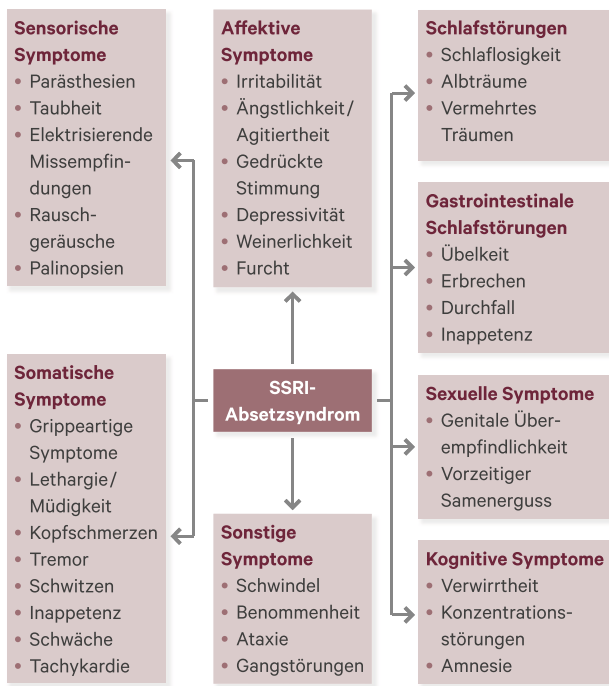 Sensorische
Symptome
• Parästhesien
• Taubheit
• Elektrisierende
Missempfin-
dungen
• Rausch-
geräusche
• Palinopsien
Affektive
Symptome
• Irritabilität
• Ängstlichkeit/
Agitiertheit
• Gedrückte
Stimmung
• Depressivität
• Weinerlichkeit
• Furcht
Schlafstörungen
• Schlaflosigkeit
• Albträume
• Vermehrtes
Träumen
Gastrointestinale
Schlafstörungen
• Übelkeit
• Erbrechen
• Durchfall
• Inappetenz
Somatische
Symptome
• Grippeartige
Symptome
• Lethargie/
Müdigkeit
• Kopfschmerzen
• Tremor
• Schwitzen
• Inappetenz
• Schwäche
• Tachykardie
SSRI-
Absetzsyndrom
Sexuelle Symptome
• Genitale Über-
empfindlichkeit
• Vorzeitiger
Samenerguss
Sonstige
Symptome
• Schwindel
• Benommenheit
• Ataxie
• Gangstörungen
Kognitive Symptome
• Verwirrtheit
• Konzentrations-
störungen
• Amnesie